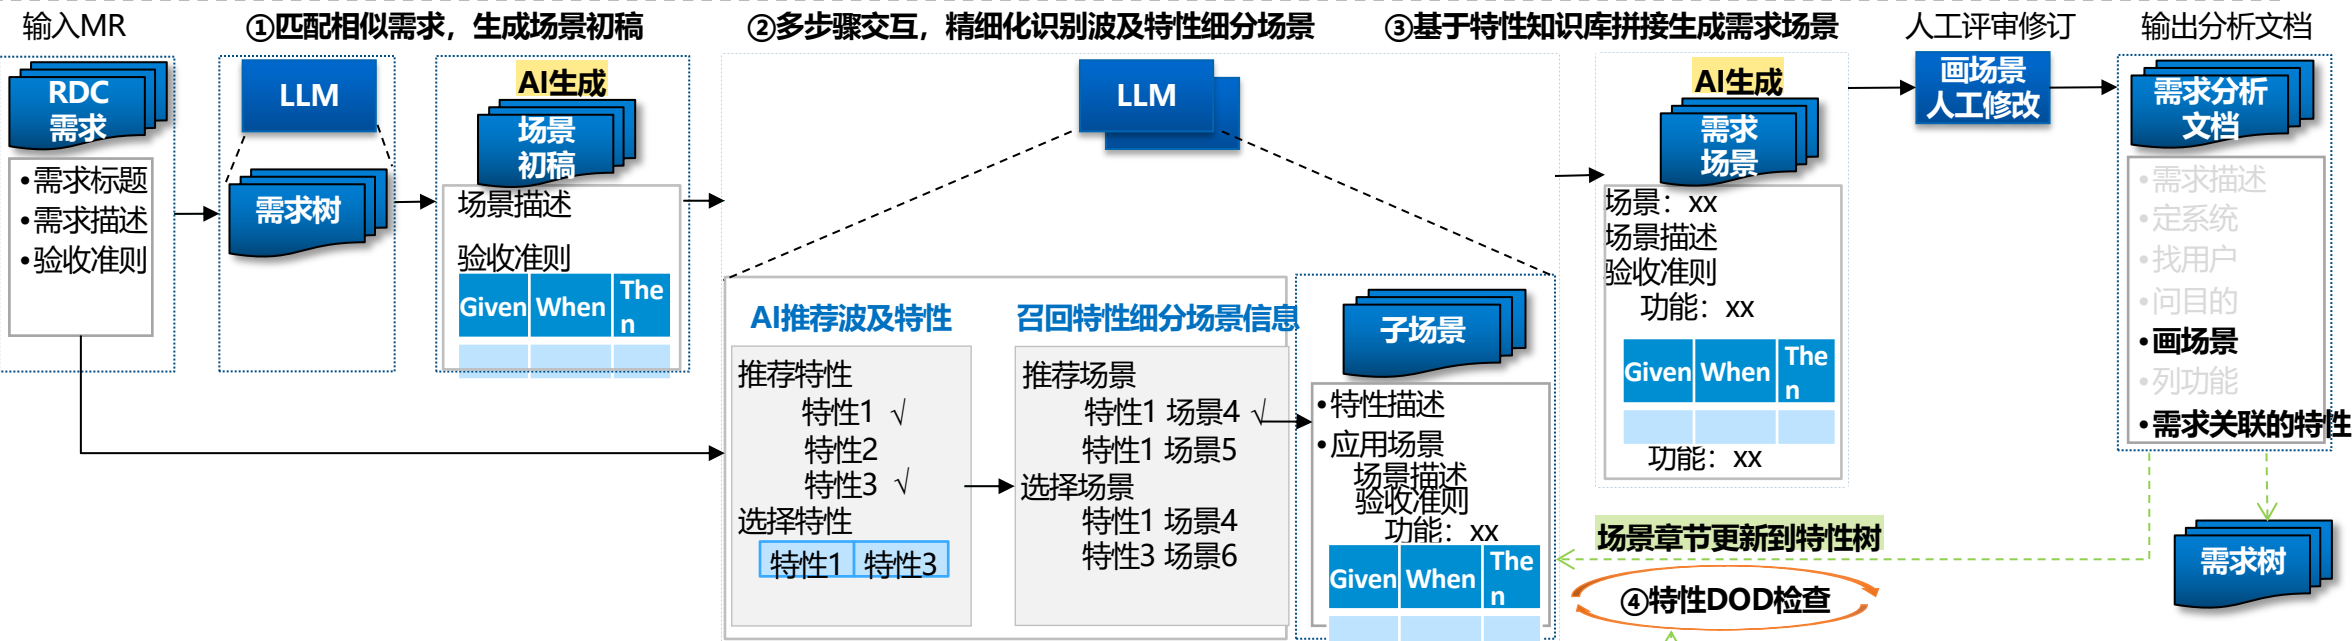 输入MR
①匹配相似需求，生成场景初稿
②多步骤交互，精细化识别波及特性细分场景
③基于特性知识库拼接生成需求场景
人工评审修订
输出分析文档
RDC
需求
•需求标题
•需求描述
•验收准则
LLM
需求树
AI生成
场景
初稿
场景描述
验收准则
Given When The
n
LLM
AI推荐波及特性
推荐特性
特性1 √
特性2
特性3 √
选择特性
特性1 特性3
召回特性细分场景信息
推荐场景
特性1 场景4 √
特性1 场景5
选择场景
特性1 场景4
特性3 场景6
子场景
•特性描述
•应用场景
场景描述
验收准则
功能：xx
Given When The
n
AI生成
需求
场景
场景：xx
场景描述
验收准则
功能：xx
Given When The
n
功能：xx
画场景
人工修改
需求分析
文档
•需求描述
•定系统
•找用户
•问目的
•画场景
•列功能
•需求关联的特性
场景章节更新到特性树
④特性DOD检查
需求树